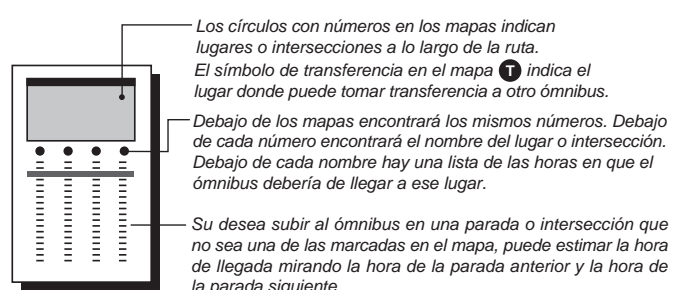 Los círculos con números en los mapas indican
lugares o intersecciones a lo largo de la ruta.
El símbolo de transferencia en el mapa T indica el
lugar donde puede tomar transferencia a otro ómnibus.
Debajo de los mapas encontrará los mismos números. Debajo
de cada número encontrará el nombre del lugar o intersección.
Debajo de cada nombre hay una lista de las horas en que el
ómnibus debería de llegar a ese lugar.
Su desea subir al ómnibus en una parada o intersección que
no sea una de las marcadas en el mapa, puede estimar la hora
de llegada mirando la hora de la parada anterior y la hora de
la parada siguiente